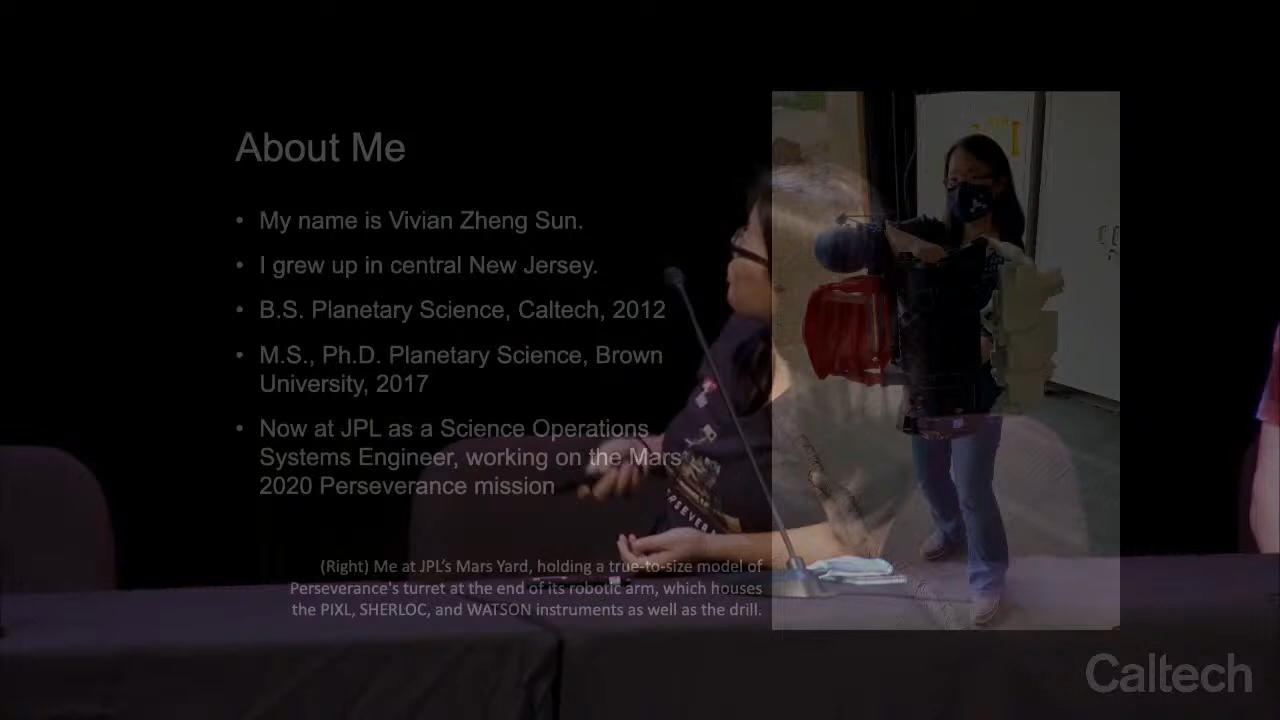 About Me
• My name is Vivian Zheng Sun.
• I grew up in central New Jersey.
• B.S. Planetary Science, Caltech, 2012
• M.S., Ph.D. Planetary Science, Brown
University, 2017
• Now at JPL as a Science Operations
Systems Engineer, working on the Mars
2020 Perseverance mission
(Right) Me at JPL's Mars Yard, holding a true-to-size model of
Perseverance's turret at the end of its robotic arm, which houses
the PIXL, SHERLOC, and WATSON instruments as well as the drill.
Caltech